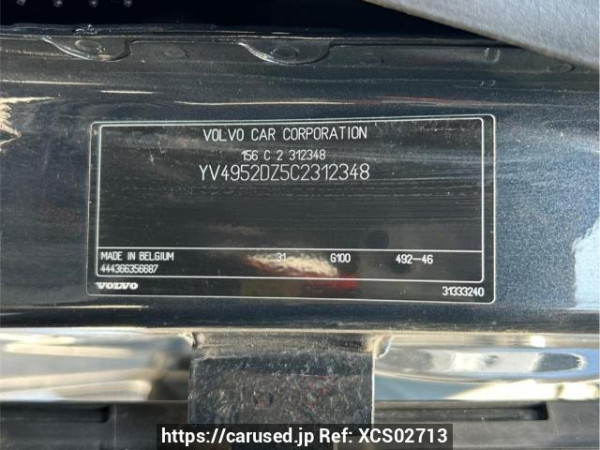 VOLVO CAR CORPORATION
156 C 2 312348
YV4952DZ5C2312348
MADE IN BELGIUM 31 G100 492-46
444366356687
VOLVO 31333240
https://carused.jp Ref: XCS02713